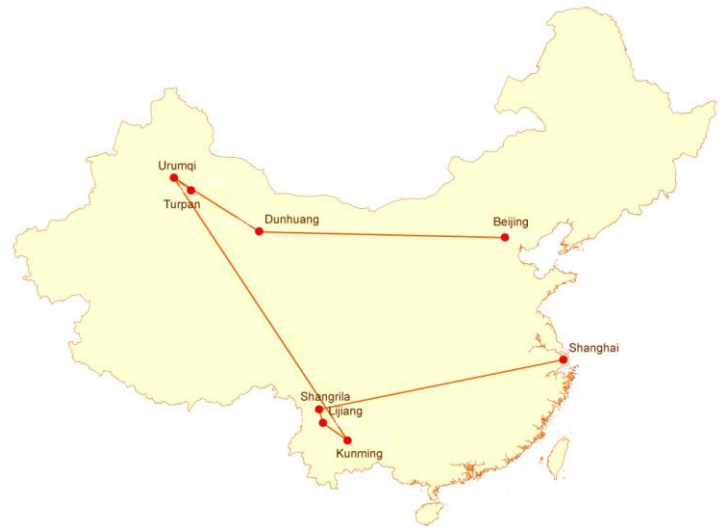 Urumqi
Turpan
Dunhuang
Beijing
Shanghai
Shangrila
Lijiang
Kunming